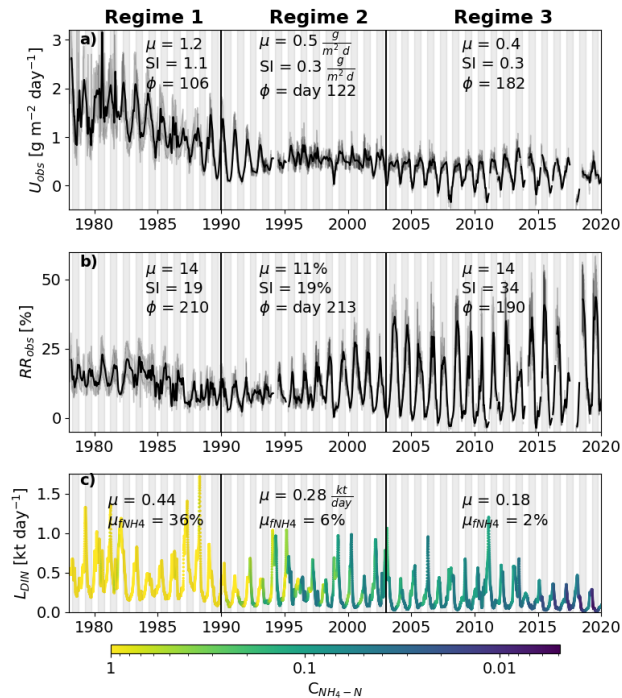 Regime 1 Regime 2 Regime 3
a)
μ = 1.2 μ = 0.5 g/m² d μ = 0.4
SI = 1.1 SI = 0.3 g/m² d SI = 0.3
ϕ = 106 ϕ = day 122 ϕ = 182
U_obs [g m⁻² day⁻¹]
3
2
1
0
1980 1985 1990 1995 2000 2005 2010 2015 2020
b)
μ = 14 μ = 11% μ = 14
SI = 19 SI = 19% SI = 34
ϕ = 210 ϕ = day 213 ϕ = 190
RR_obs [%]
50
25
0
1980 1985 1990 1995 2000 2005 2010 2015 2020
c)
μ = 0.44 μ = 0.28 kt/day μ = 0.18
μ_fNH4 = 36% μ_fNH4 = 6% μ_fNH4 = 2%
L_DIN [kt day⁻¹]
1.5
1.0
0.5
0.0
1980 1985 1990 1995 2000 2005 2010 2015 2020
1 0.1 0.01
C_NH₄₋N